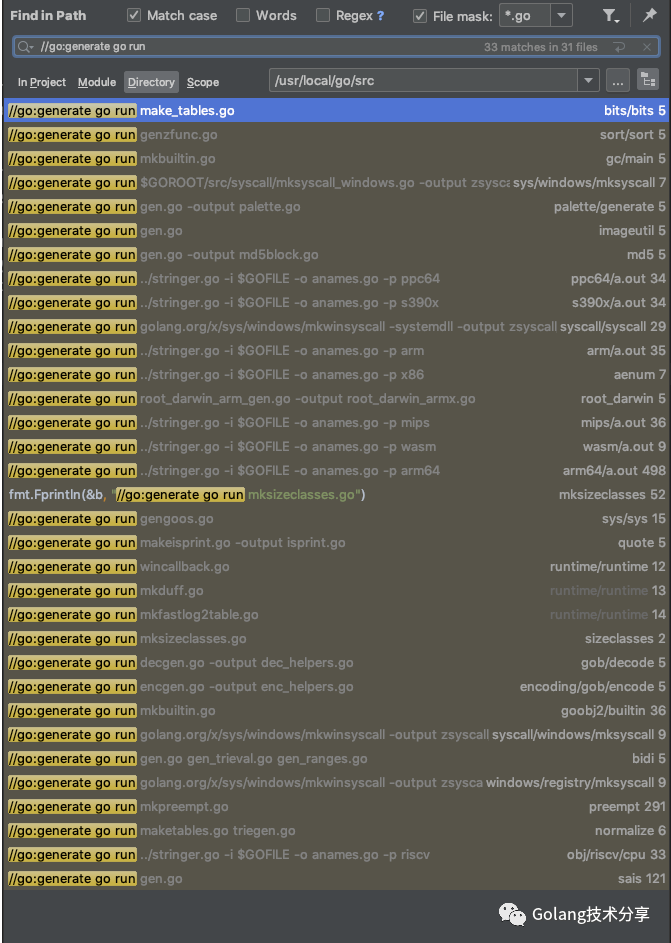 Find in Path Match case Words Regex ? File mask: *.go
//go:generate go run 33 matches in 31 files
In Project Module Directory Scope /usr/local/go/src ...
//go:generate go run make_tables.go bits/bits 5
//go:generate go run genzfunc.go sort/sort 5
//go:generate go run mkbuiltin.go gc/main 5
//go:generate go run $GOROOT/src/syscall/mksyscall_windows.go -output zsysca sys/windows/mksyscall 7
//go:generate go run gen.go -output palette.go palette/generate 5
//go:generate go run gen.go imageutil 5
//go:generate go run gen.go -output md5block.go md5 5
//go:generate go run ../stringer.go -i $GOFILE -o anames.go -p ppc64 ppc64/a.out 34
//go:generate go run ../stringer.go -i $GOFILE -o anames.go -p s390x s390x/a.out 34
//go:generate go run golang.org/x/sys/windows/mkwinsyscall -systemdll -output zsyscall syscall/syscall 29
//go:generate go run ../stringer.go -i $GOFILE -o anames.go -p arm arm/a.out 35
//go:generate go run ../stringer.go -i $GOFILE -o anames.go -p x86 aenum 7
//go:generate go run root_darwin_arm_gen.go -output root_darwin_armx.go root_darwin 5
//go:generate go run ../stringer.go -i $GOFILE -o anames.go -p mips mips/a.out 36
//go:generate go run ../stringer.go -i $GOFILE -o anames.go -p wasm wasm/a.out 9
//go:generate go run ../stringer.go -i $GOFILE -o anames.go -p arm64 arm64/a.out 498
fmt.Fprintln(&b, "//go:generate go run mksizeclasses.go") mksizeclasses 52
//go:generate go run gengoos.go sys/sys 15
//go:generate go run makeisprint.go -output isprint.go quote 5
//go:generate go run wincallback.go runtime/runtime 12
//go:generate go run mkduff.go runtime/runtime 13
//go:generate go run mkfastlog2table.go runtime/runtime 14
//go:generate go run mksizeclasses.go sizeclasses 2
//go:generate go run decgen.go -output dec_helpers.go gob/decode 5
//go:generate go run encgen.go -output enc_helpers.go encoding/gob/encode 5
//go:generate go run mkbuiltin.go goobj2/builtin 36
//go:generate go run golang.org/x/sys/windows/mkwinsyscall -output zsyscall syscall/windows/mksyscall 9
//go:generate go run gen.go gen_trieval.go gen_ranges.go bidi 5
//go:generate go run golang.org/x/sys/windows/mkwinsyscall -output zsysca windows/registry/mksyscall 9
//go:generate go run mkpreempt.go preempt 291
//go:generate go run maketables.go triegen.go normalize 6
//go:generate go run ../stringer.go -i $GOFILE -o anames.go -p riscv obj/riscv/cpu 33
//go:generate go run gen.go sais 121
Golang技术分享